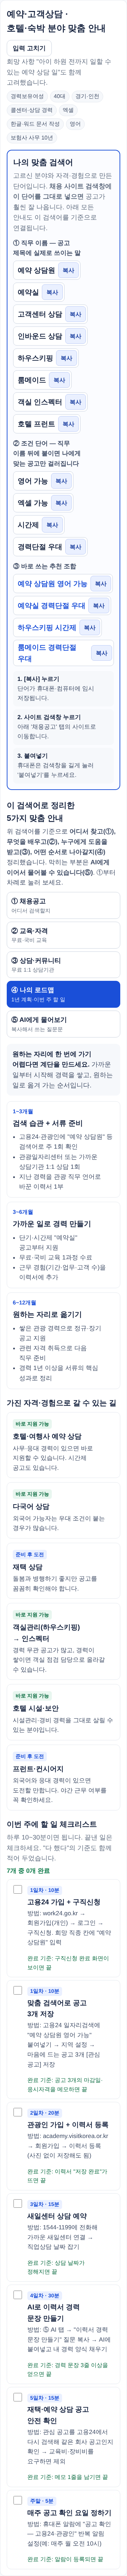 예약·고객상담 ·
호텔·숙박 분야 맞춤 안내
입력 고치기
희망 사항 "아이 하원 전까지 일할 수
있는 예약 상담 일"도 함께
고려했습니다.
경력보유여성
40대
경기·인천
콜센터·상담 경력
엑셀
한글·워드 문서 작성
영어
보험사 사무 10년
나의 맞춤 검색어
고르신 분야와 자격·경험으로 만든
단어입니다. 채용 사이트 검색창에
이 단어를 그대로 넣으면 공고가
훨씬 잘 나옵니다. 아래 모든
안내도 이 검색어를 기준으로
연결됩니다.
① 직무 이름 — 공고
제목에 실제로 쓰이는 말
예약 상담원 복사
예약실 복사
고객센터 상담 복사
인바운드 상담 복사
하우스키핑 복사
룸메이드 복사
객실 인스펙터 복사
호텔 프런트 복사
② 조건 단어 — 직무
이름 뒤에 붙이면 나에게
맞는 공고만 걸러집니다
영어 가능 복사
엑셀 가능 복사
시간제 복사
경력단절 우대 복사
③ 바로 쓰는 추천 조합
예약 상담원 영어 가능 복사
예약실 경력단절 우대 복사
하우스키핑 시간제 복사
룸메이드 경력단절
우대 복사
1. [복사] 누르기
단어가 휴대폰·컴퓨터에 임시
저장됩니다.
2. 사이트 검색창 누르기
아래 '채용공고' 탭의 사이트로
이동합니다.
3. 붙여넣기
휴대폰은 검색창을 길게 눌러
'붙여넣기'를 누르세요.
이 검색어로 정리한
5가지 맞춤 안내
위 검색어를 기준으로 어디서 찾고(①),
무엇을 배우고(②), 누구에게 도움을
받고(③), 어떤 순서로 나아갈지(④)
정리했습니다. 막히는 부분은 AI에게
이어서 물어볼 수 있습니다(⑤). ①부터
차례로 눌러 보세요.
① 채용공고
어디서 검색할지
② 교육·자격
무료·국비 교육
③ 상담·커뮤니티
무료 1:1 상담기관
④ 나의 로드맵
1년 계획·이번 주 할 일
⑤ AI에게 물어보기
복사해서 쓰는 질문문
원하는 자리에 한 번에 가기
어렵다면 계단을 만드세요. 가까운
일부터 시작해 경력을 쌓고, 원하는
일로 옮겨 가는 순서입니다.
1~3개월
검색 습관 + 서류 준비
고용24·관광인에 "예약 상담원" 등
검색어로 주 1회 확인
관광일자리센터 또는 가까운
상담기관 1:1 상담 1회
지난 경력을 관광 직무 언어로
바꾼 이력서 1부
3~6개월
가까운 일로 경력 만들기
단기·시간제 "예약실"
공고부터 지원
무료·국비 교육 1과정 수료
근무 경험(기간·업무·고객 수)을
이력서에 추가
6~12개월
원하는 자리로 옮기기
쌓은 관광 경력으로 정규·장기
공고 지원
관련 자격 취득으로 다음
직무 준비
경력 1년 이상을 서류의 핵심
성과로 정리
가진 자격·경험으로 갈 수 있는 길
바로 지원 가능
호텔·여행사 예약 상담
사무·응대 경력이 있으면 바로
지원할 수 있습니다. 시간제
공고도 있습니다.
바로 지원 가능
다국어 상담
외국어 가능자는 우대 조건이 붙는
경우가 많습니다.
준비 후 도전
재택 상담
돌봄과 병행하기 좋지만 공고를
꼼꼼히 확인해야 합니다.
바로 지원 가능
객실관리(하우스키핑)
→ 인스펙터
경력 무관 공고가 많고, 경력이
쌓이면 객실 점검 담당으로 올라갈
수 있습니다.
바로 지원 가능
호텔 시설·보안
시설관리·경비 경력을 그대로 살릴 수
있는 분야입니다.
준비 후 도전
프런트·컨시어지
외국어와 응대 경력이 있으면
도전할 만합니다. 야간 근무 여부를
꼭 확인하세요.
이번 주에 할 일 체크리스트
하루 10~30분이면 됩니다. 끝낸 일은
체크하세요. "다 했다"의 기준도 함께
적어 두었습니다.
7개 중 0개 완료
1일차 · 10분
고용24 가입 + 구직신청
방법: work24.go.kr →
회원가입(개인) → 로그인 →
구직신청. 희망 직종 칸에 "예약
상담원" 입력
완료 기준: 구직신청 완료 화면이
보이면 끝
1일차 · 10분
맞춤 검색어로 공고
3개 저장
방법: 고용24 일자리검색에
"예약 상담원 영어 가능"
붙여넣기 → 지역 설정 →
마음에 드는 공고 3개 [관심
공고] 저장
완료 기준: 공고 3개의 마감일·
응시자격을 메모하면 끝
2일차 · 20분
관광인 가입 + 이력서 등록
방법: academy.visitkorea.or.kr
→ 회원가입 → 이력서 등록
(사진 없이 저장해도 됨)
완료 기준: 이력서 "저장 완료"가
뜨면 끝
3일차 · 15분
새일센터 상담 예약
방법: 1544-1199에 전화해
가까운 새일센터 연결 →
직업상담 날짜 잡기
완료 기준: 상담 날짜가
정해지면 끝
4일차 · 30분
AI로 이력서 경력
문장 만들기
방법: ⑤ AI 탭 → "이력서 경력
문장 만들기" 질문 복사 → AI에
붙여넣고 내 경력 양식 채우기
완료 기준: 경력 문장 3줄 이상을
얻으면 끝
5일차 · 15분
재택·예약 상담 공고
안전 확인
방법: 관심 공고를 고용24에서
다시 검색해 같은 회사 공고인지
확인 → 교육비·장비비를
요구하면 제외
완료 기준: 메모 1줄을 남기면 끝
주말 · 5분
매주 공고 확인 요일 정하기
방법: 휴대폰 알람에 "공고 확인
— 고용24·관광인" 반복 알림
설정(예: 매주 월 오전 10시)
완료 기준: 알람이 등록되면 끝